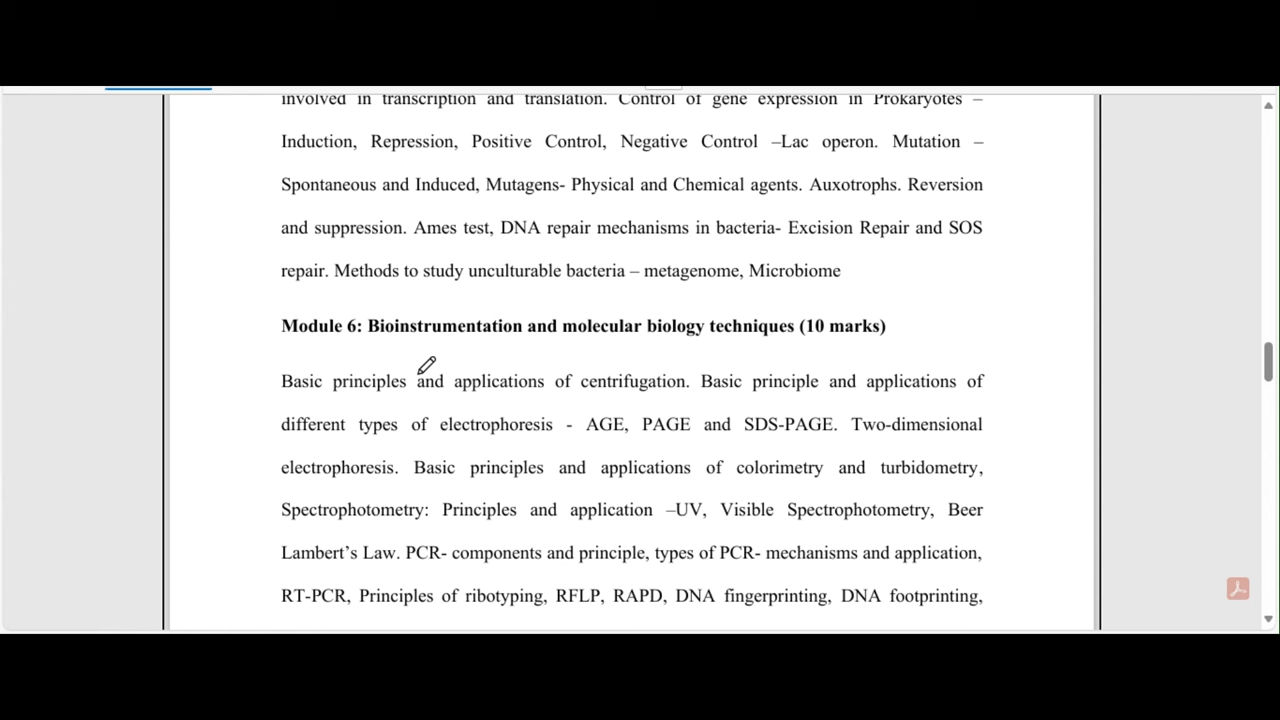 involved in transcription and translation. Control of gene expression in Prokaryotes –
Induction, Repression, Positive Control, Negative Control –Lac operon. Mutation –
Spontaneous and Induced, Mutagens- Physical and Chemical agents. Auxotrophs. Reversion
and suppression. Ames test, DNA repair mechanisms in bacteria- Excision Repair and SOS
repair. Methods to study unculturable bacteria – metagenome, Microbiome
Module 6: Bioinstrumentation and molecular biology techniques (10 marks)
Basic principles and applications of centrifugation. Basic principle and applications of
different types of electrophoresis - AGE, PAGE and SDS-PAGE. Two-dimensional
electrophoresis. Basic principles and applications of colorimetry and turbidometry,
Spectrophotometry: Principles and application –UV, Visible Spectrophotometry, Beer
Lambert’s Law. PCR- components and principle, types of PCR- mechanisms and application,
RT-PCR, Principles of ribotyping, RFLP, RAPD, DNA fingerprinting, DNA footprinting,